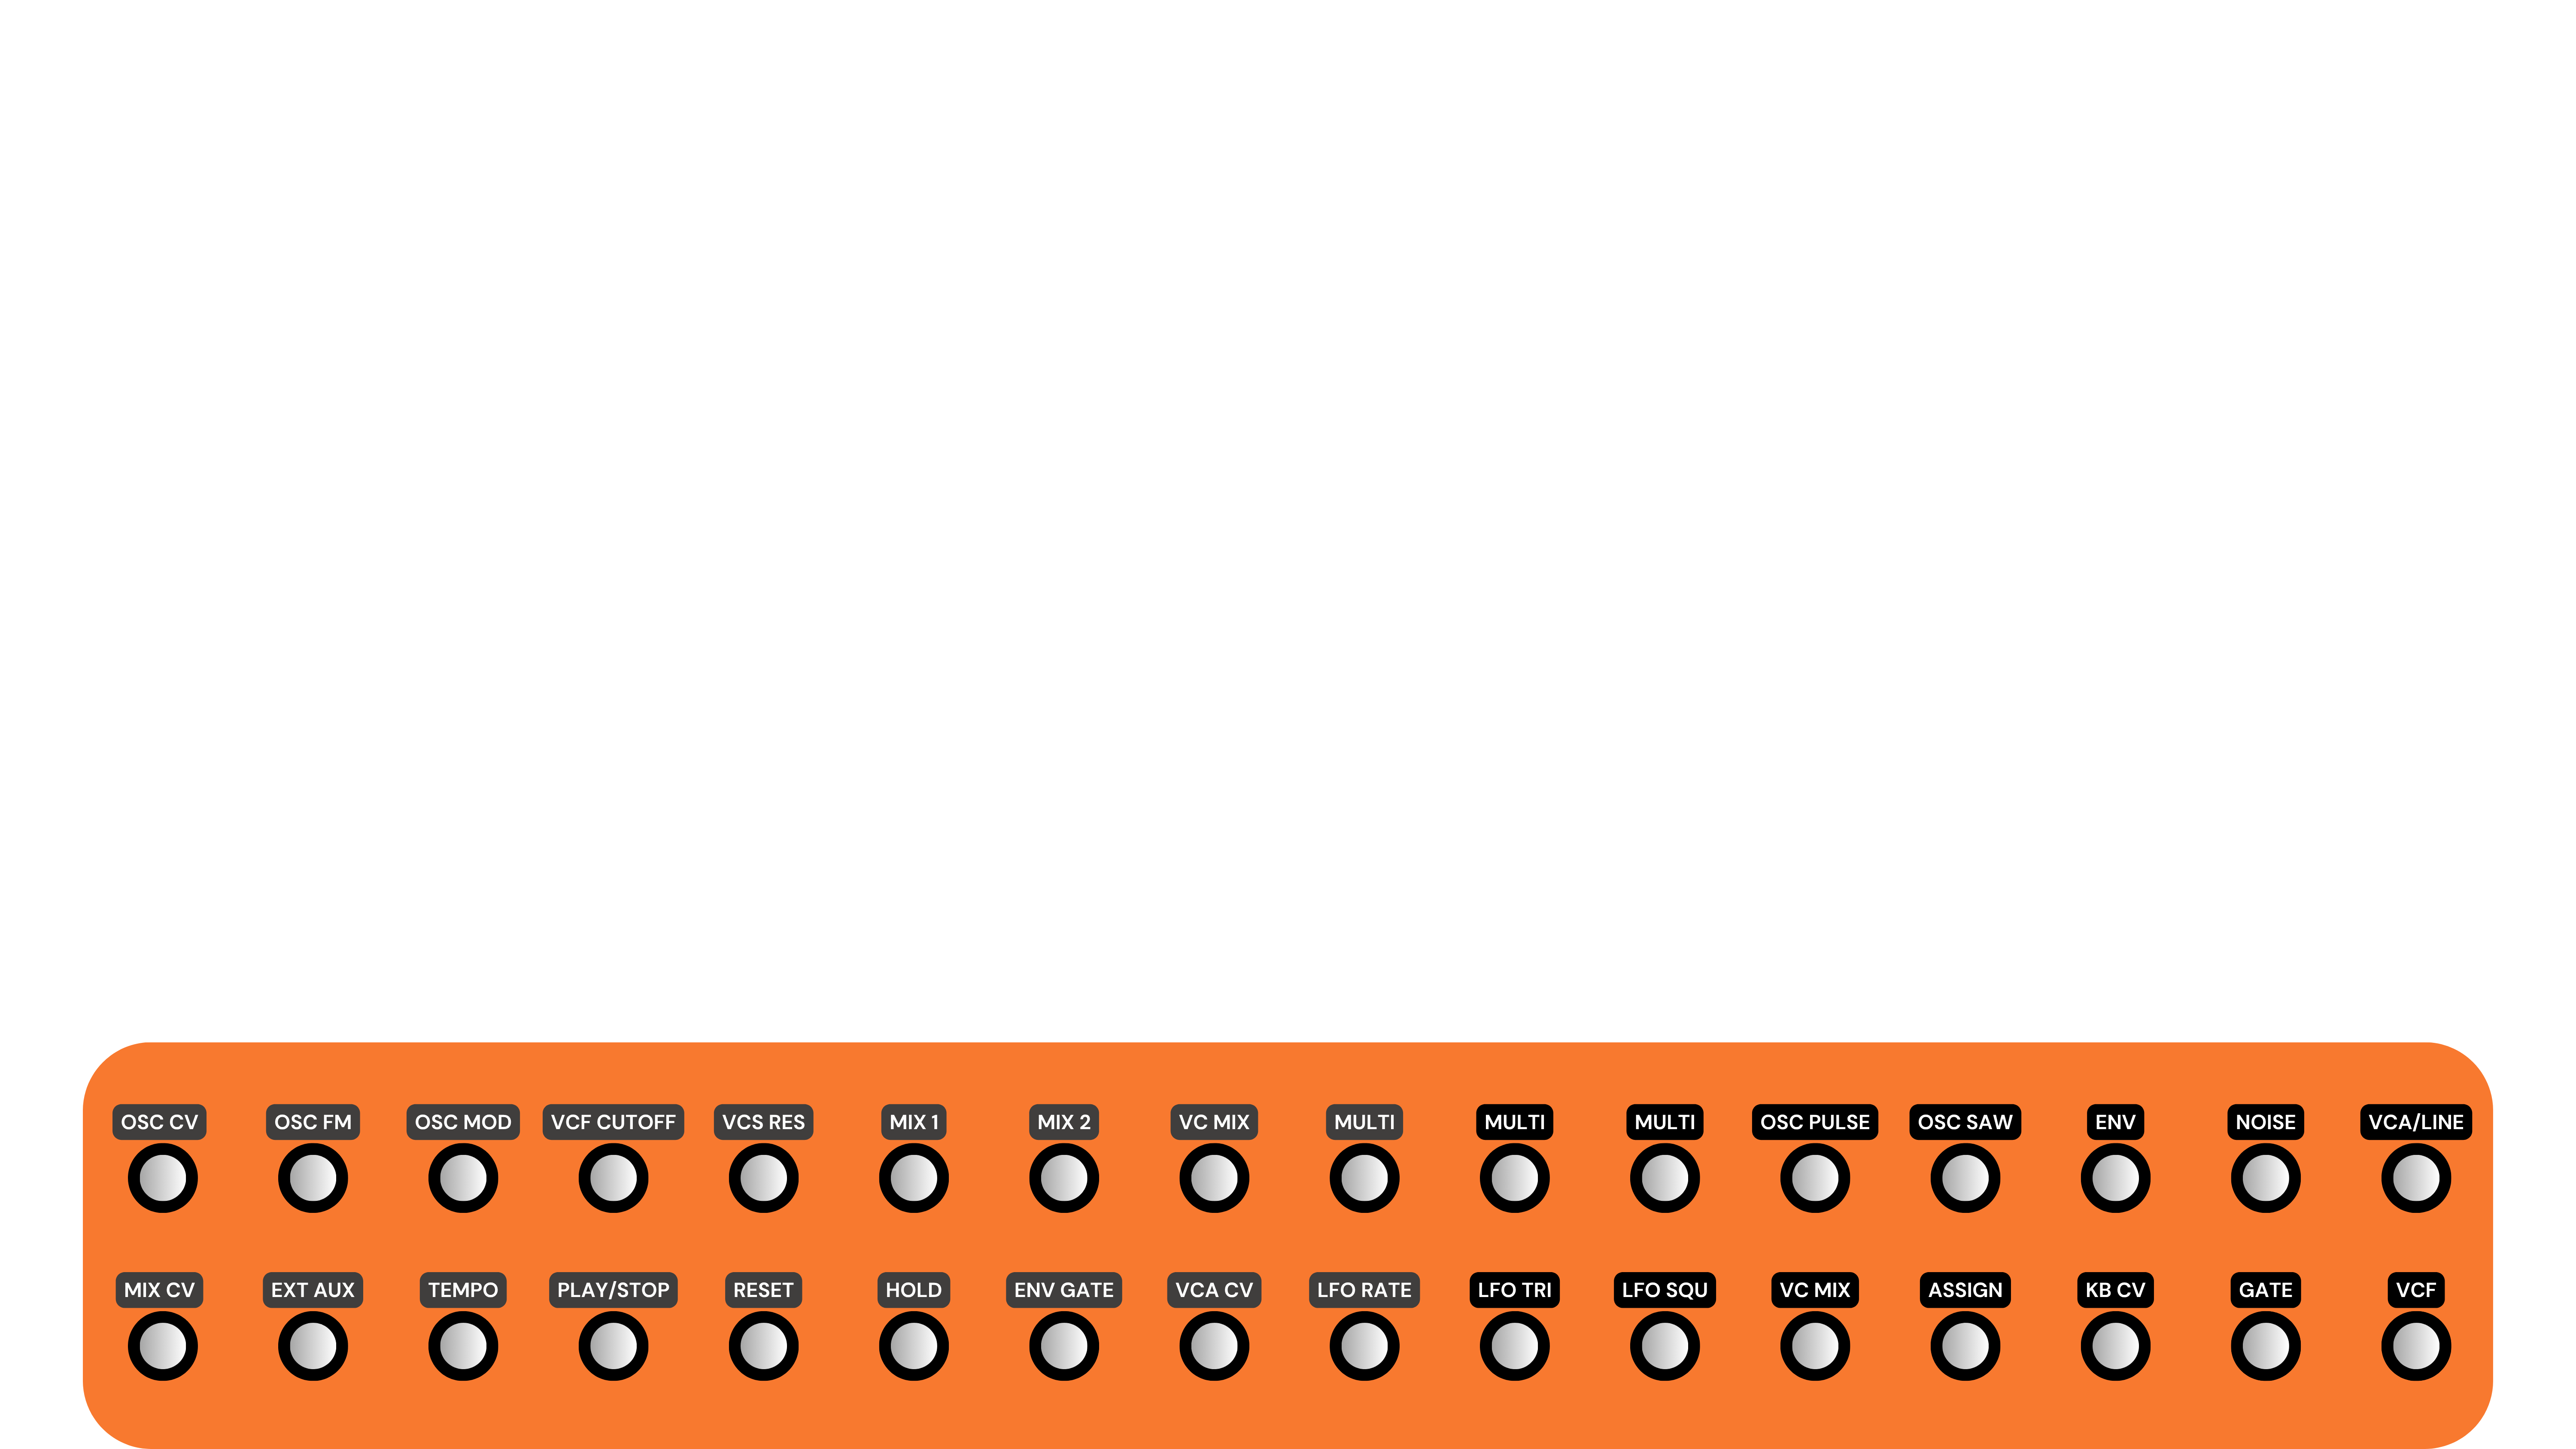 OSC CV OSC FM OSC MOD VCF CUTOFF VCS RES MIX 1 MIX 2 VC MIX MULTI MULTI MULTI OSC PULSE OSC SAW ENV NOISE VCA/LINE
MIX CV EXT AUX TEMPO PLAY/STOP RESET HOLD ENV GATE VCA CV LFO RATE LFO TRI LFO SQU VC MIX ASSIGN KB CV GATE VCF